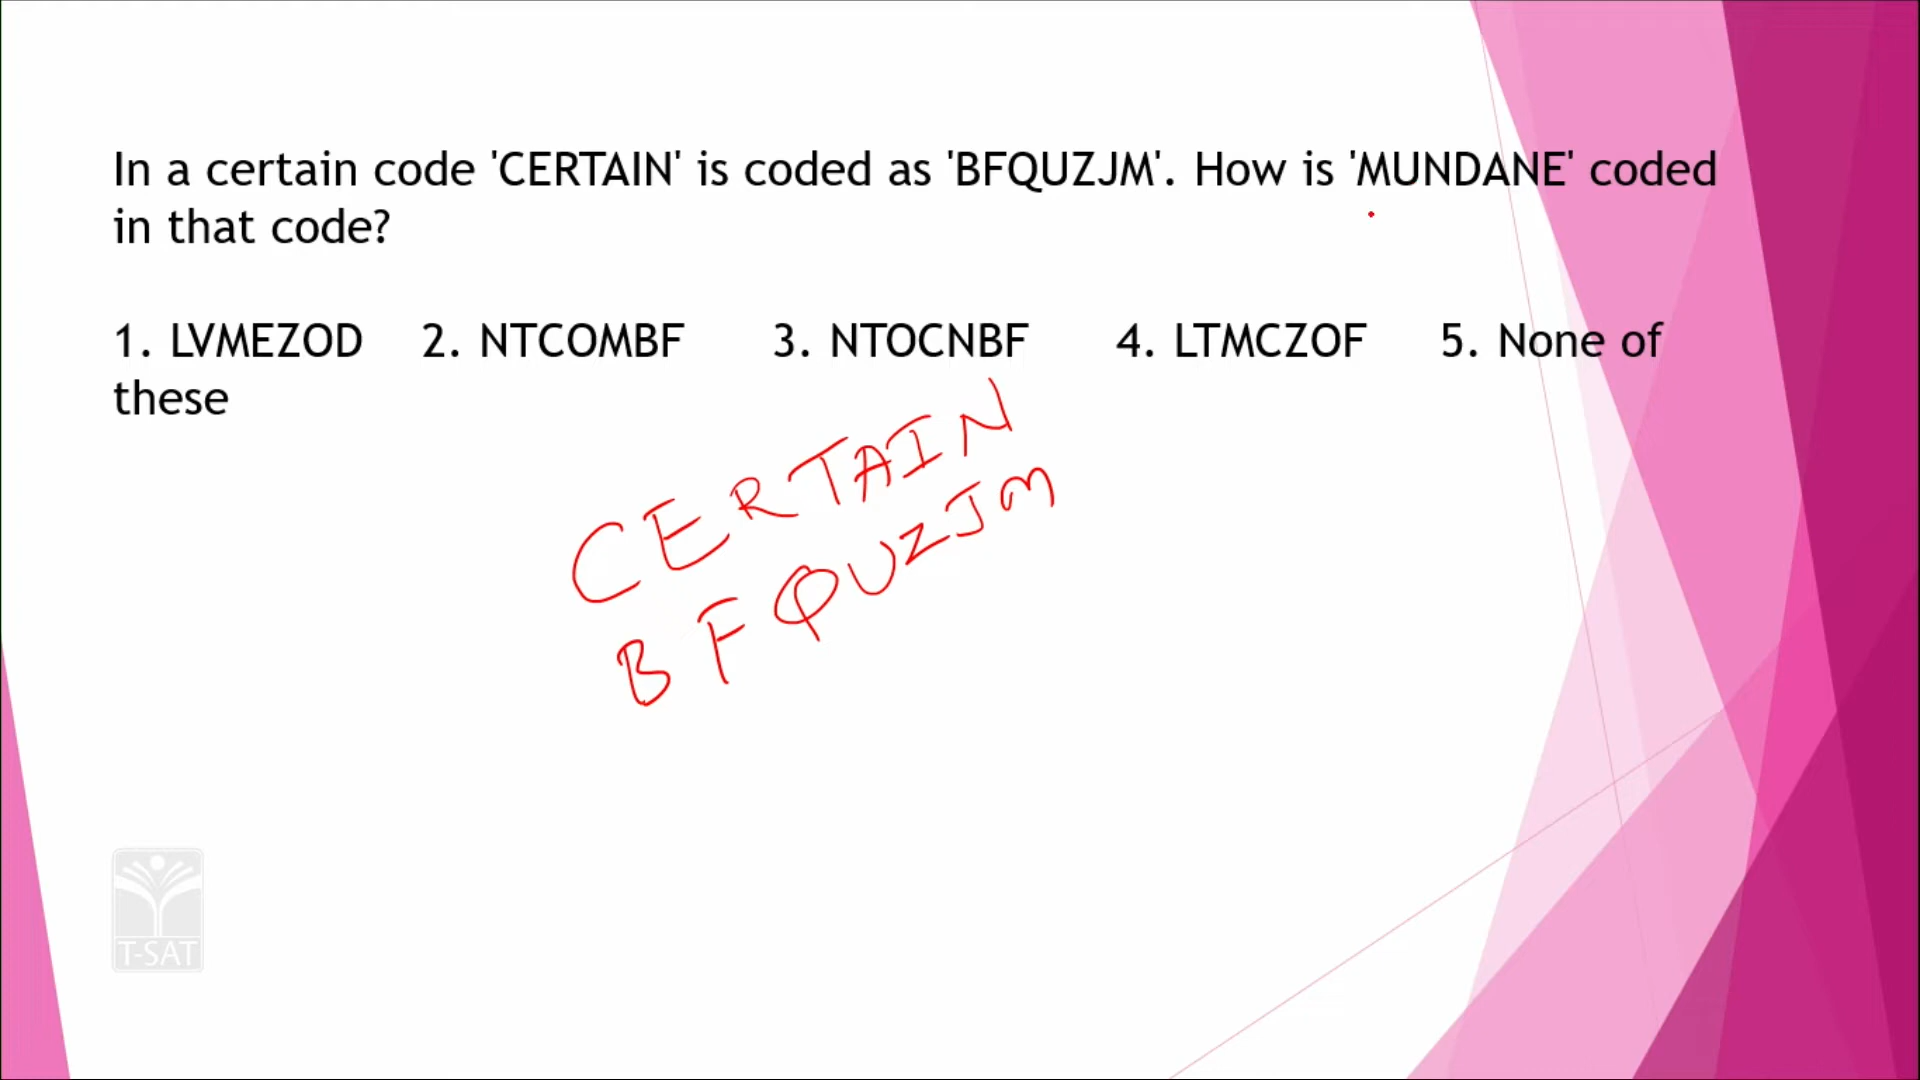 In a certain code 'CERTAIN' is coded as 'BFQUZJM'. How is 'MUNDANE' coded
in that code?
1. LVMEZOD 2. NTCOMBF 3. NTOCNBF 4. LTMCZOF 5. None of
these
CERTAIN
BFQUZJM
T-SAT